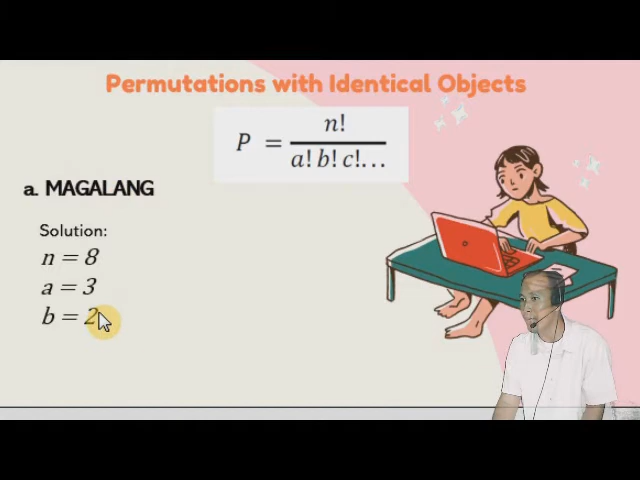 Permutations with Identical Objects
P = n! / a! b! c!...
a. MAGALANG
Solution:
n = 8
a = 3
b = 2